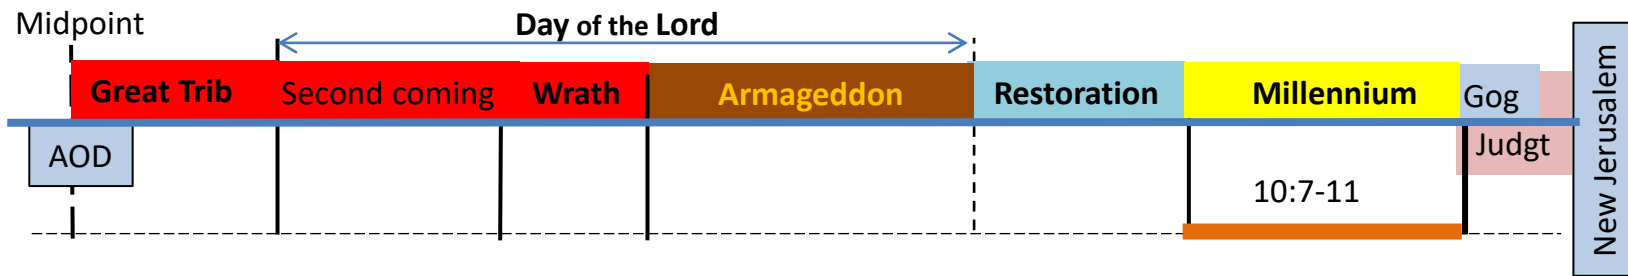 Midpoint
Day of the Lord
Great Trib
Second coming
Wrath
Armageddon
Restoration
Millennium
Gog
AOD
Judgt
10:7-11
New Jerusalem